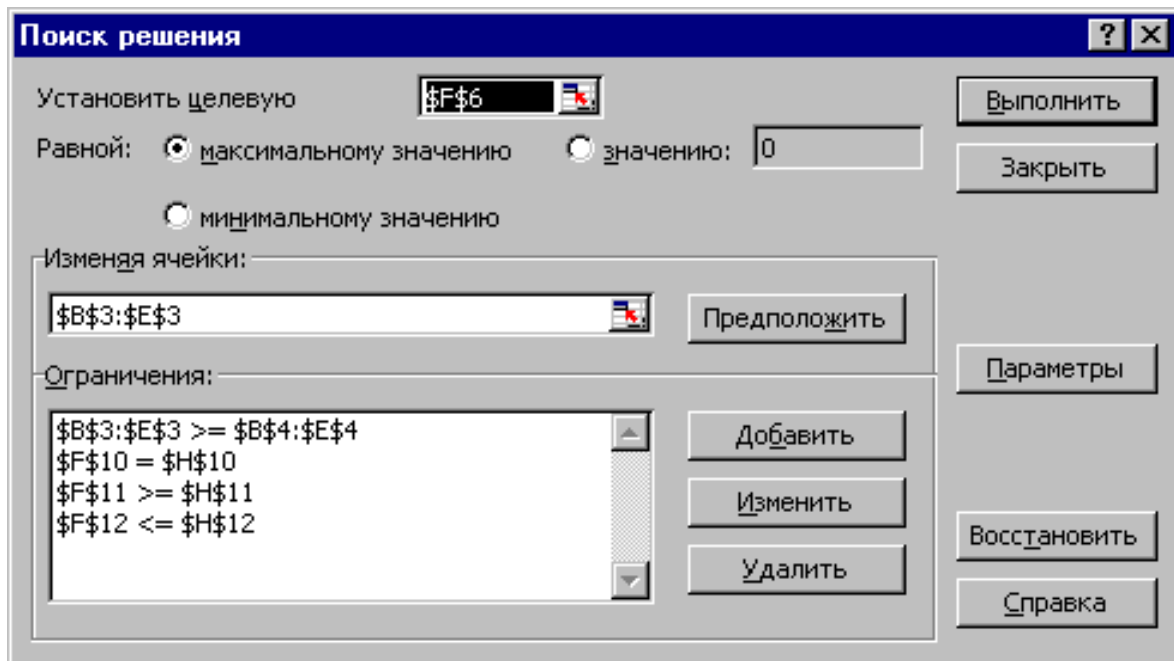 Поиск решения
Установить целевую $F$6
Выполнить
Равной: максимальному значению значению: 0
Закрыть
минимальному значению
Изменяя ячейки:
$B$3:$E$3 Предположить
Параметры
Ограничения:
$B$3:$E$3 >= $B$4:$E$4
$F$10 = $H$10
$F$11 >= $H$11
$F$12 <= $H$12
Добавить
Изменить
Удалить
Восстановить
Справка